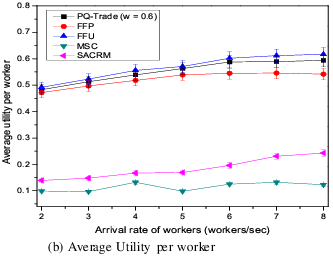 0.8
PQ-Trade (w = 0.6)
FFP
0.7
FFU
MSC
0.6
SACRM
0.5
0.4
0.3
0.2
0.1
Average utility per worker
2 3 4 5 6 7 8
Arrival rate of workers (workers/sec)
(b) Average Utility per worker